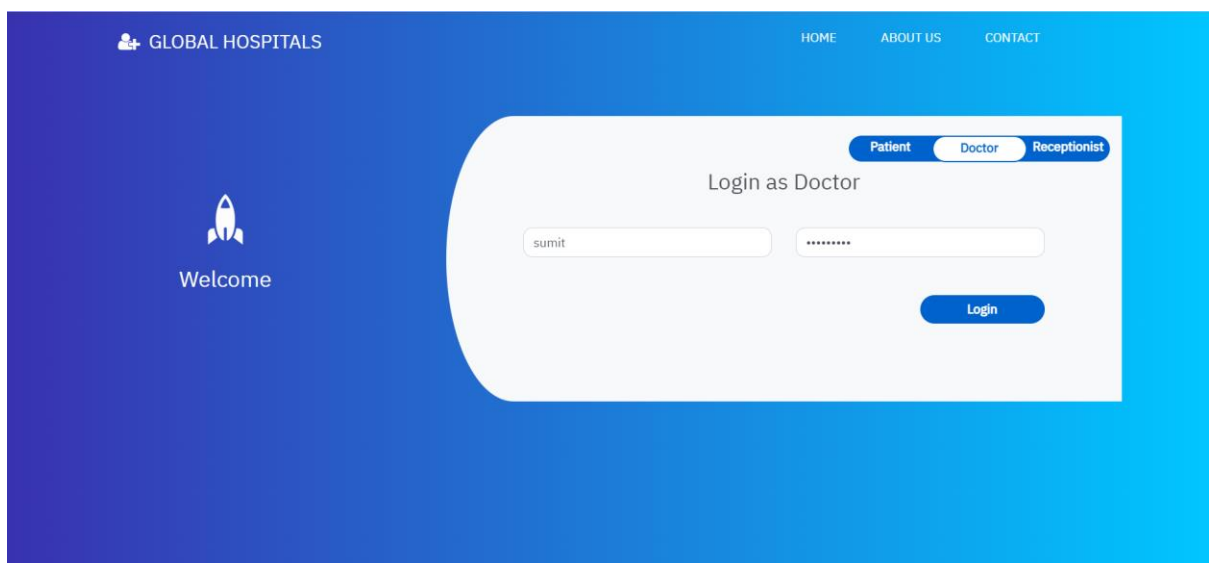 GLOBAL HOSPITALS
HOME ABOUT US CONTACT
Patient Doctor Receptionist
Login as Doctor
sumit •••••••••
Welcome
Login